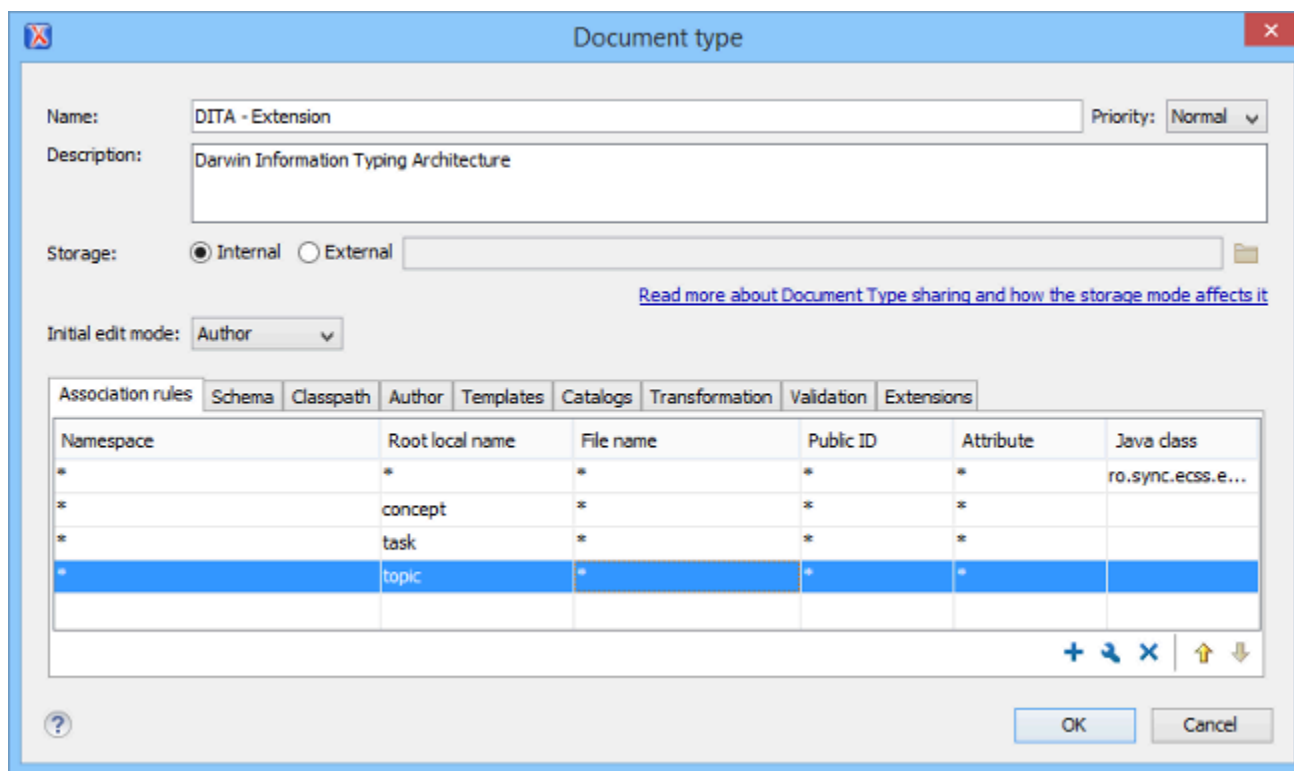 Document type
Name: DITA - Extension Priority: Normal
Description: Darwin Information Typing Architecture
Storage: Internal External
Read more about Document Type sharing and how the storage mode affects it
Initial edit mode: Author
Association rules Schema Classpath Author Templates Catalogs Transformation Validation Extensions
Namespace Root local name File name Public ID Attribute Java class
* * * * * ro.sync.ecss.e...
* concept * * *
* task * * *
* topic * * *
OK Cancel